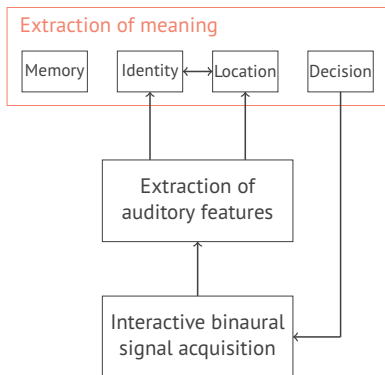 Extraction of meaning
Memory
Identity
Location
Decision
Extraction of
auditory features
Interactive binaural
signal acquisition